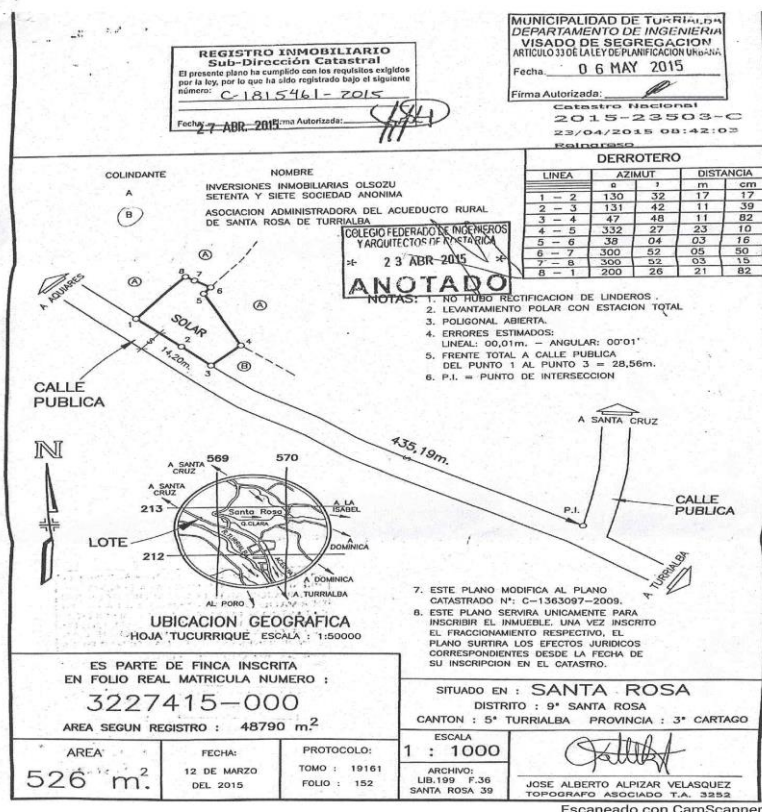 REGISTRO INMOBILIARIO
Sub-Dirección Catastral
El presente plano ha cumplido con los requisitos exigidos
por la ley, por lo que ha sido registrado bajo el siguiente
número: C-1815461-2015
Fecha: 27 ABR. 2015 Firma Autorizada:
MUNICIPALIDAD DE TURRIALBA
DEPARTAMENTO DE INGENIERIA
VISADO DE SEGREGACION
ARTICULO 33 DE LA LEY DE PLANIFICACION URBANA
Fecha. 06 MAY 2015
Firma Autorizada:
Catastro Nacional
2015-23503-C
23/04/2015 08:42:03
Reingreso
COLINDANTE NOMBRE
A INVERSIONES INMOBILIARIAS OLSOZU
SETENTA Y SIETE SOCIEDAD ANONIMA
B ASOCIACION ADMINISTRADORA DEL ACUEDUCTO RURAL
DE SANTA ROSA DE TURRIALBA
DERROTERO
LINEA AZIMUT DISTANCIA
° ' m cm
1 - 2 130 32 17 17
2 - 3 131 42 11 39
3 - 4 47 48 11 82
4 - 5 332 27 23 10
5 - 6 38 04 03 16
6 - 7 300 52 05 50
7 - 8 300 52 03 15
8 - 1 200 26 21 82
COLEGIO FEDERADO DE INGENIEROS
Y ARQUITECTOS DE COSTA RICA
23 ABR 2015
ANOTADO
NOTAS: 1. NO HUBO RECTIFICACION DE LINDEROS.
2. LEVANTAMIENTO POLAR CON ESTACION TOTAL
3. POLIGONAL ABIERTA.
4. ERRORES ESTIMADOS:
LINEAL: 00,01m. - ANGULAR: 00°01'
5. FRENTE TOTAL A CALLE PUBLICA
DEL PUNTO 1 AL PUNTO 3 = 28,56m.
6. P.I. = PUNTO DE INTERSECCION
A AQUIARES
A
A
A
B
8
7
6
5
1
2
3
4
SOLAR
14,20m.
CALLE
PUBLICA
435,19m.
A SANTA CRUZ
P.I.
CALLE
PUBLICA
A TURRIALBA
N
569 570
A SANTA
CRUZ
A SANTA
CRUZ
213
212
LOTE
Santa Rosa
Q.CLARA
A LA
ISABEL
A
DOMINICA
A DOMINICA
A TURRIALBA
AL PORO
UBICACION GEOGRAFICA
HOJA TUCURRIQUE ESCALA : 1:50000
7. ESTE PLANO MODIFICA AL PLANO
CATASTRADO N°: C-1363097-2009.
8. ESTE PLANO SERVIRA UNICAMENTE PARA
INSCRIBIR EL INMUEBLE. UNA VEZ INSCRITO
EL FRACCIONAMIENTO RESPECTIVO, EL
PLANO SURTIRA LOS EFECTOS JURIDICOS
CORRESPONDIENTES DESDE LA FECHA DE
SU INSCRIPCION EN EL CATASTRO.
ES PARTE DE FINCA INSCRITA
EN FOLIO REAL MATRICULA NUMERO :
3227415-000
AREA SEGUN REGISTRO : 48790 m.2
AREA
526 m2.
FECHA:
12 DE MARZO
DEL 2015
PROTOCOLO:
TOMO : 19161
FOLIO : 152
SITUADO EN : SANTA ROSA
DISTRITO : 9° SANTA ROSA
CANTON : 5° TURRIALBA PROVINCIA : 3° CARTAGO
ESCALA
1 : 1000
ARCHIVO:
LIB.199 F.36
SANTA ROSA 39
JOSE ALBERTO ALPIZAR VELASQUEZ
TOPOGRAFO ASOCIADO T.A. 3252
Escaneado con CamScanner